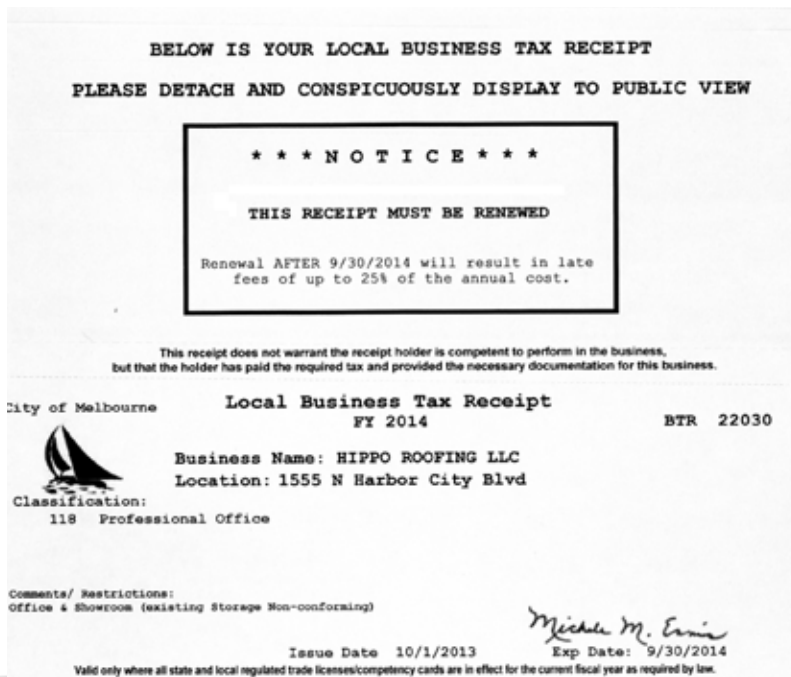 BELOW IS YOUR LOCAL BUSINESS TAX RECEIPT
PLEASE DETACH AND CONSPICUOUSLY DISPLAY TO PUBLIC VIEW
* * * N O T I C E * * *
THIS RECEIPT MUST BE RENEWED
Renewal AFTER 9/30/2014 will result in late
fees of up to 25% of the annual cost.
This receipt does not warrant the receipt holder is competent to perform in the business,
but that the holder has paid the required tax and provided the necessary documentation for this business.
City of Melbourne
Local Business Tax Receipt
FY 2014
BTR 22030
Business Name: HIPPO ROOFING LLC
Location: 1555 N Harbor City Blvd
Classification:
118 Professional Office
Comments/ Restrictions:
Office & Showroom (existing Storage Non-conforming)
Michele M. Ennis
Issue Date 10/1/2013
Exp Date: 9/30/2014
Valid only where all state and local regulated trade licenses/competency cards are in effect for the current fiscal year as required by law.